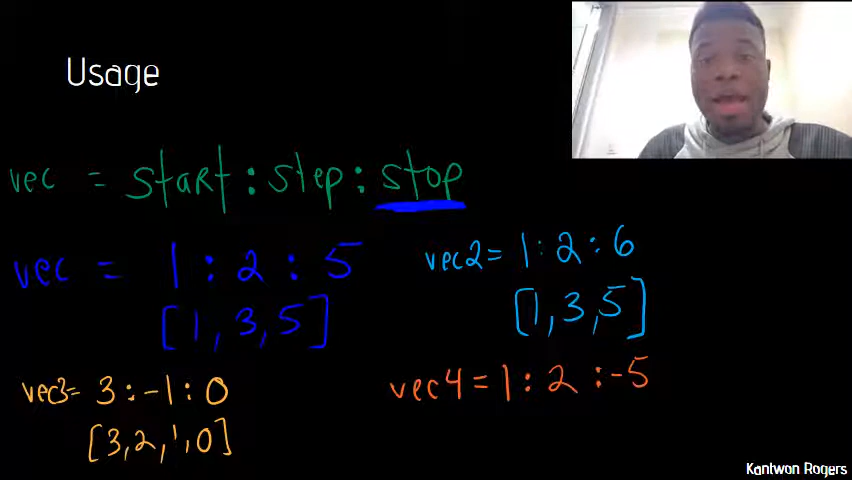 Usage
vec = start:step:stop
vec = 1:2:5
[1,3,5]
vec2=1:2:6
[1,3,5]
vec3=3:-1:0
[3,2,1,0]
vec4=1:2:-5
Kantwon Rogers